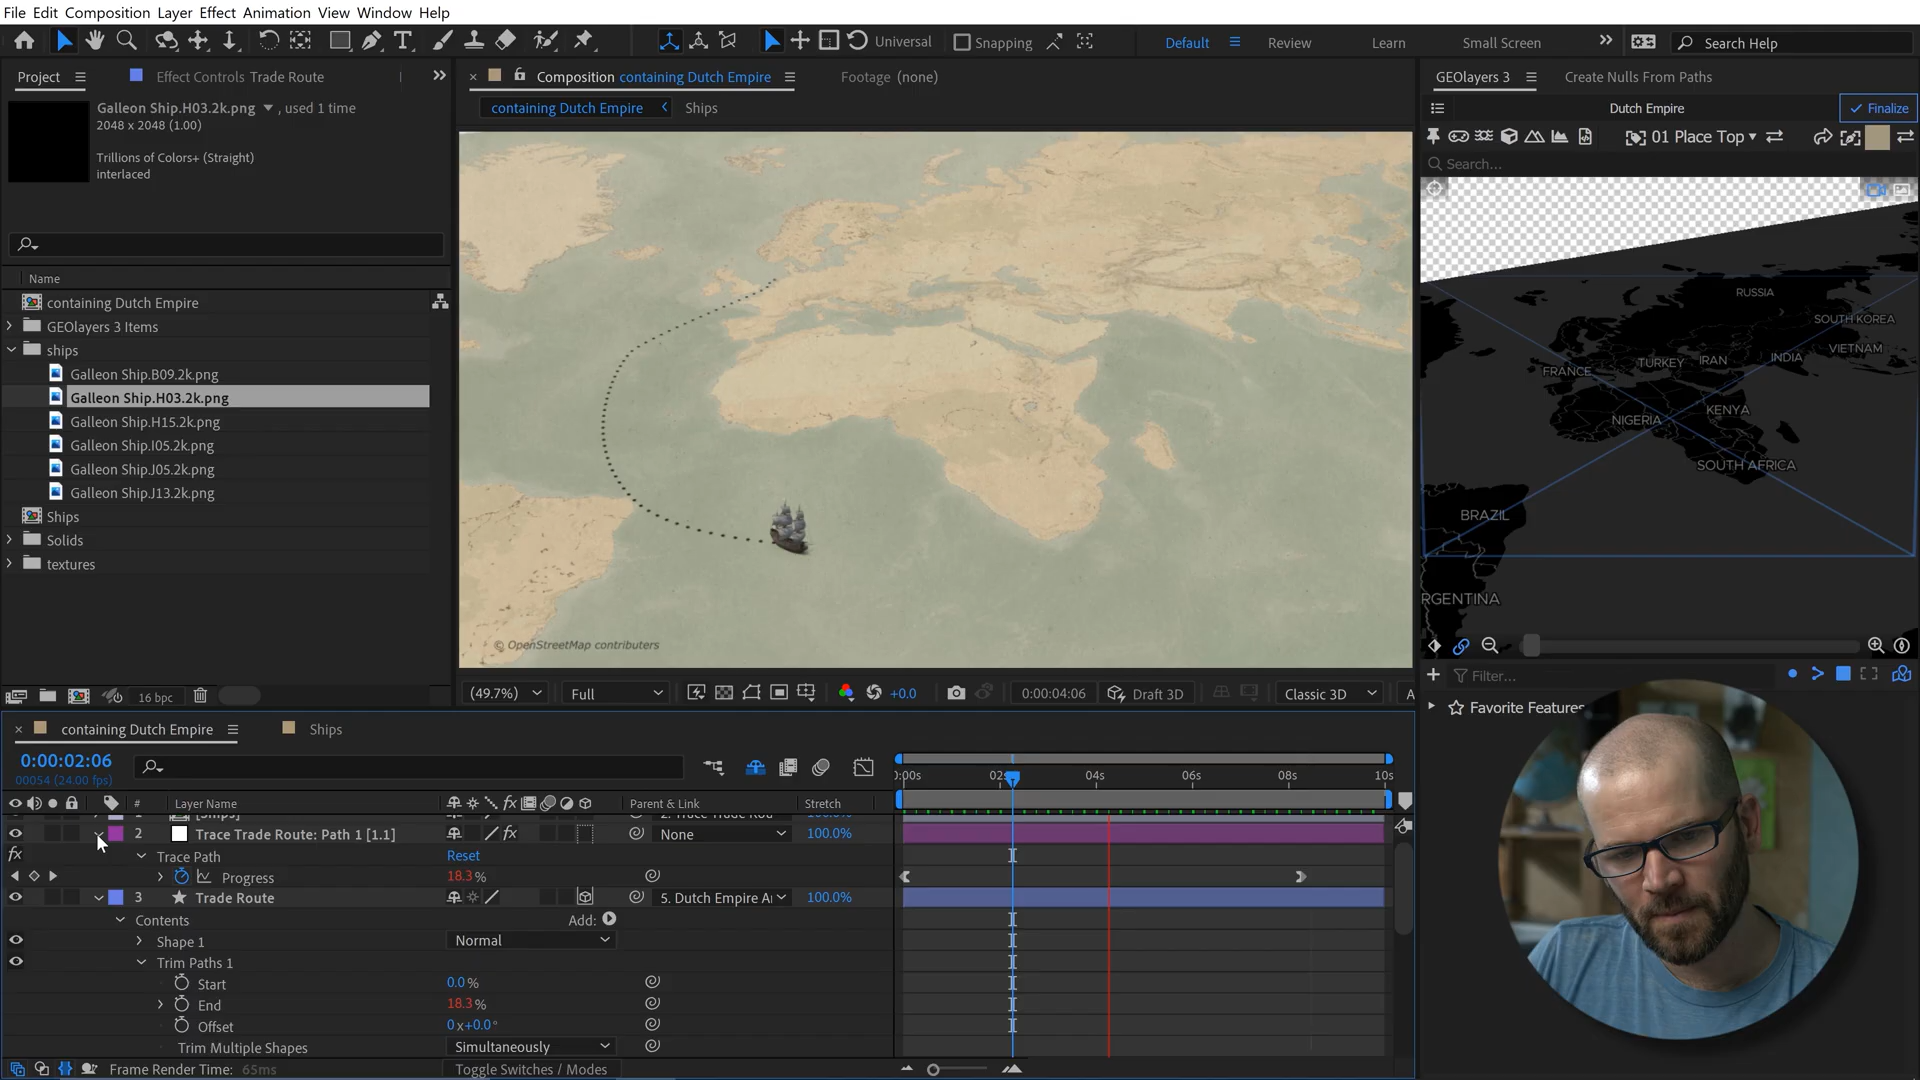 File Edit Composition Layer Effect Animation View Window Help
Universal Snapping Default Review Learn Small Screen Search Help
Project Effect Controls Trade Route
Galleon Ship.H03.2k.png , used 1 time
2048 x 2048 (1.00)
Trillions of Colors+ (Straight)
interlaced
Name
containing Dutch Empire
GEOlayers 3 Items
ships
Galleon Ship.B09.2k.png
Galleon Ship.H03.2k.png
Galleon Ship.H15.2k.png
Galleon Ship.I05.2k.png
Galleon Ship.J05.2k.png
Galleon Ship.J13.2k.png
Ships
Solids
textures
16 bpc
Composition containing Dutch Empire Footage (none)
containing Dutch Empire Ships
© OpenStreetMap contributers
(49.7%) Full +0.0 0:00:04:06 Draft 3D Classic 3D A
GEOlayers 3 Create Nulls From Paths
Dutch Empire Finalize
01 Place Top
Search...
RUSSIA
SOUTH KOREA
VIETNAM
TURKEY IRAN INDIA
FRANCE
NIGERIA KENYA
SOUTH AFRICA
BRAZIL
RGENTINA
Filter...
Favorite Features
containing Dutch Empire Ships
0:00:02:06
00054 (24.00 fps)
:00s 02s 04s 06s 08s 10s
# Layer Name fx Parent & Link Stretch
1 [Ships] 100.0%
2 Trace Trade Route: Path 1 [1.1] fx None 100.0%
fx Trace Path Reset
Progress 18.3 %
3 Trade Route 5. Dutch Empire A 100.0%
Contents Add:
Shape 1 Normal
Trim Paths 1
Start 0.0 %
End 18.3 %
Offset 0x+0.0°
Trim Multiple Shapes Simultaneously
Frame Render Time: 65ms Toggle Switches / Modes